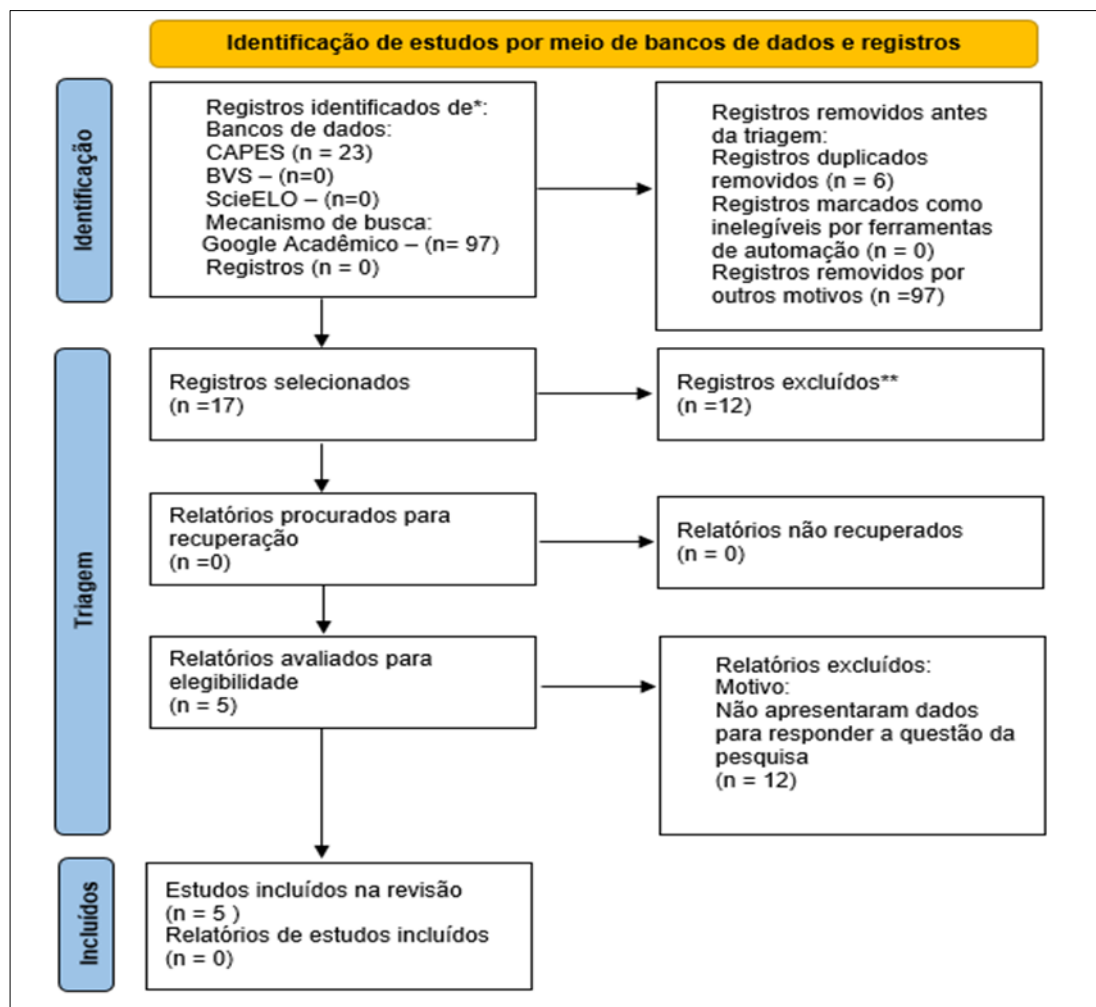 Identificação de estudos por meio de bancos de dados e registros
Identificação
Registros identificados de*:
Bancos de dados:
CAPES (n = 23)
BVS – (n=0)
ScieELO – (n=0)
Mecanismo de busca:
Google Acadêmico – (n= 97)
Registros (n = 0)
Registros removidos antes
da triagem:
Registros duplicados
removidos (n = 6)
Registros marcados como
inelegíveis por ferramentas
de automação (n = 0)
Registros removidos por
outros motivos (n =97)
Triagem
Registros selecionados
(n =17)
Registros excluídos**
(n =12)
Relatórios procurados para
recuperação
(n =0)
Relatórios não recuperados
(n = 0)
Relatórios avaliados para
elegibilidade
(n = 5)
Relatórios excluídos:
Motivo:
Não apresentaram dados
para responder a questão da
pesquisa
(n = 12)
Incluídos
Estudos incluídos na revisão
(n = 5 )
Relatórios de estudos incluídos
(n = 0)